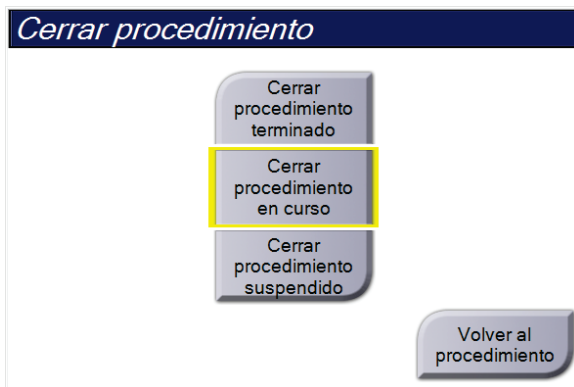 Cerrar procedimiento
Cerrar
procedimiento
terminado
Cerrar
procedimiento
en curso
Cerrar
procedimiento
suspendido
Volver al
procedimiento